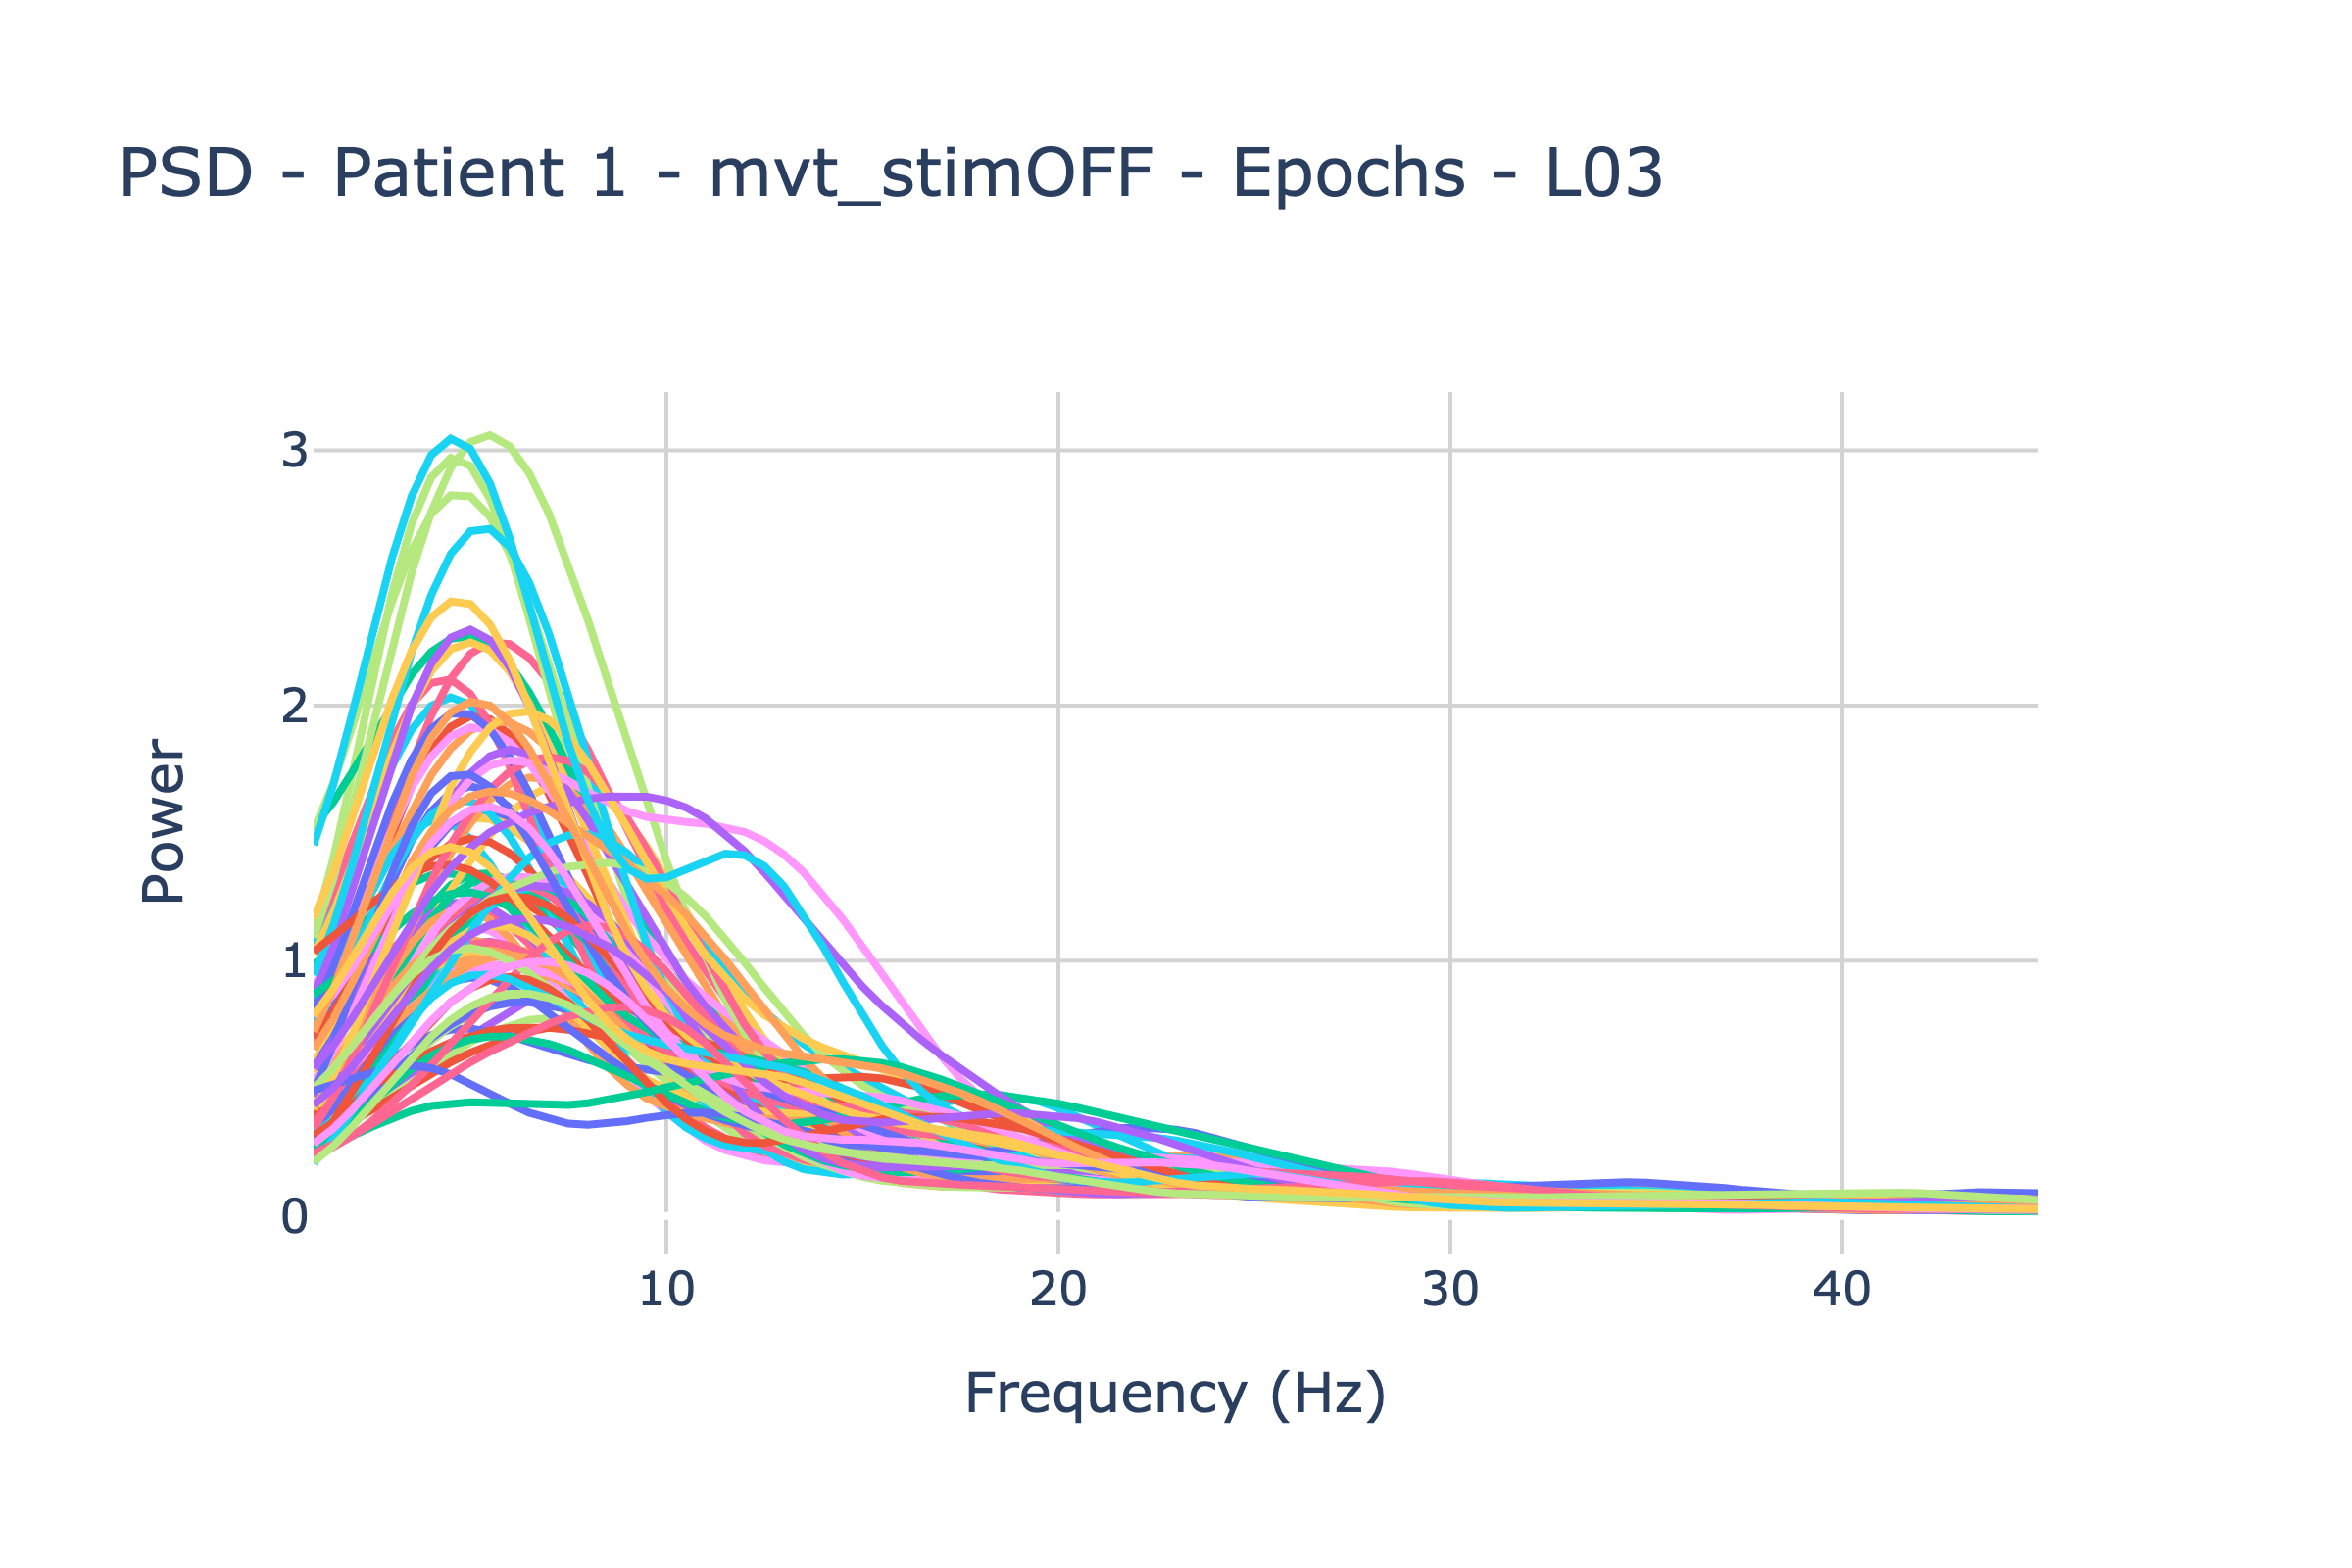 PSD - Patient 1 - mvt_stimOFF - Epochs - L03
3
2
1
0
Power
10 20 30 40
Frequency (Hz)